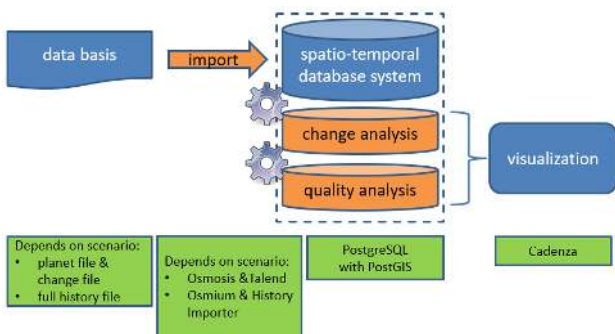 data basis
import
spatio-temporal
database system
change analysis
quality analysis
visualization
Depends on scenario:
• planet file &
change file
• full history file
Depends on scenario:
• Osmosis &Talend
• Osmium & History
Importer
PostgreSQL
with PostGIS
Cadenza